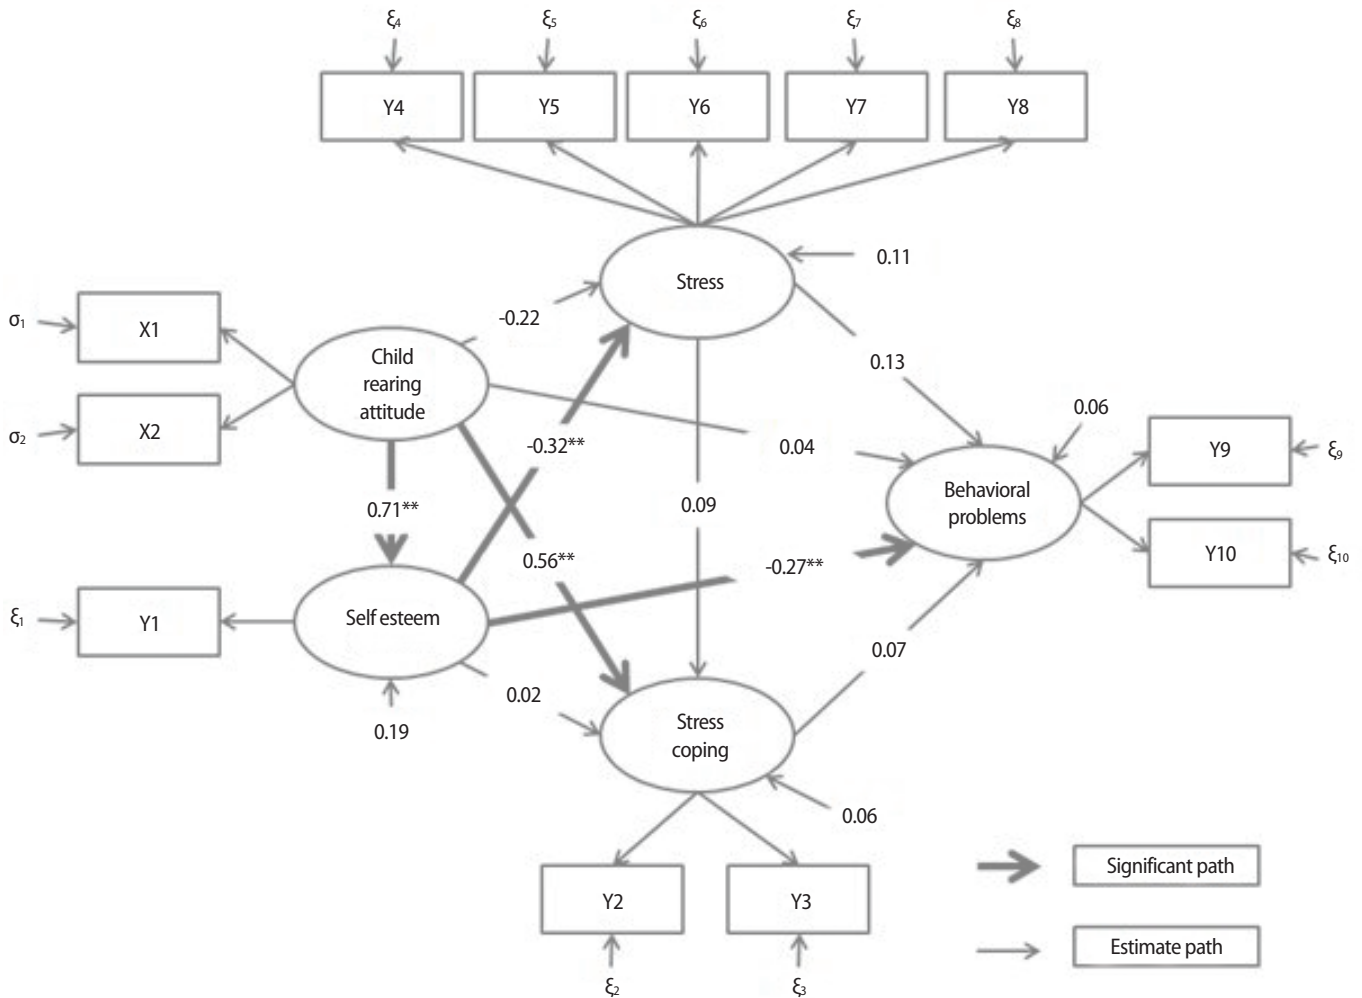 ξ4 ξ5 ξ6 ξ7 ξ8
Y4 Y5 Y6 Y7 Y8
Stress
0.11
σ1
X1
-0.22
Child
rearing
attitude
0.13
σ2
X2
0.06
-0.32**
0.04
Y9
ξ9
0.71**
0.09
Behavioral
problems
0.56**
-0.27**
Y10
ξ10
ξ1
Y1
Self esteem
0.07
0.02
0.19
Stress
coping
0.06
Significant path
Y2 Y3
Estimate path
ξ2 ξ3